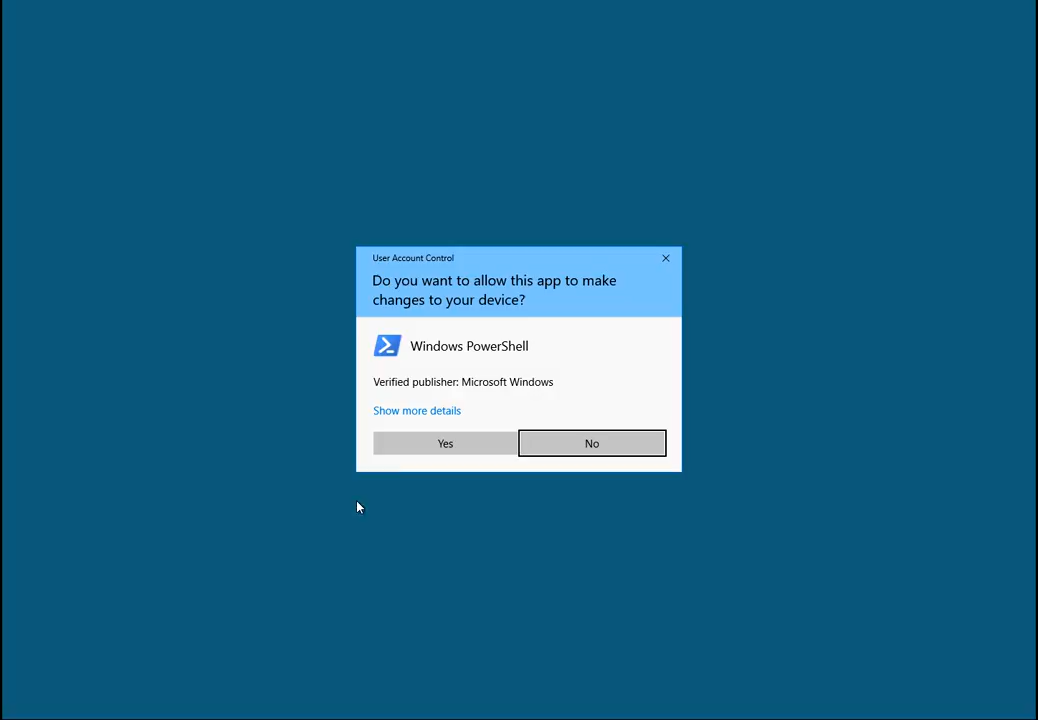 User Account Control
Do you want to allow this app to make
changes to your device?
Windows PowerShell
Verified publisher: Microsoft Windows
Show more details
Yes
No